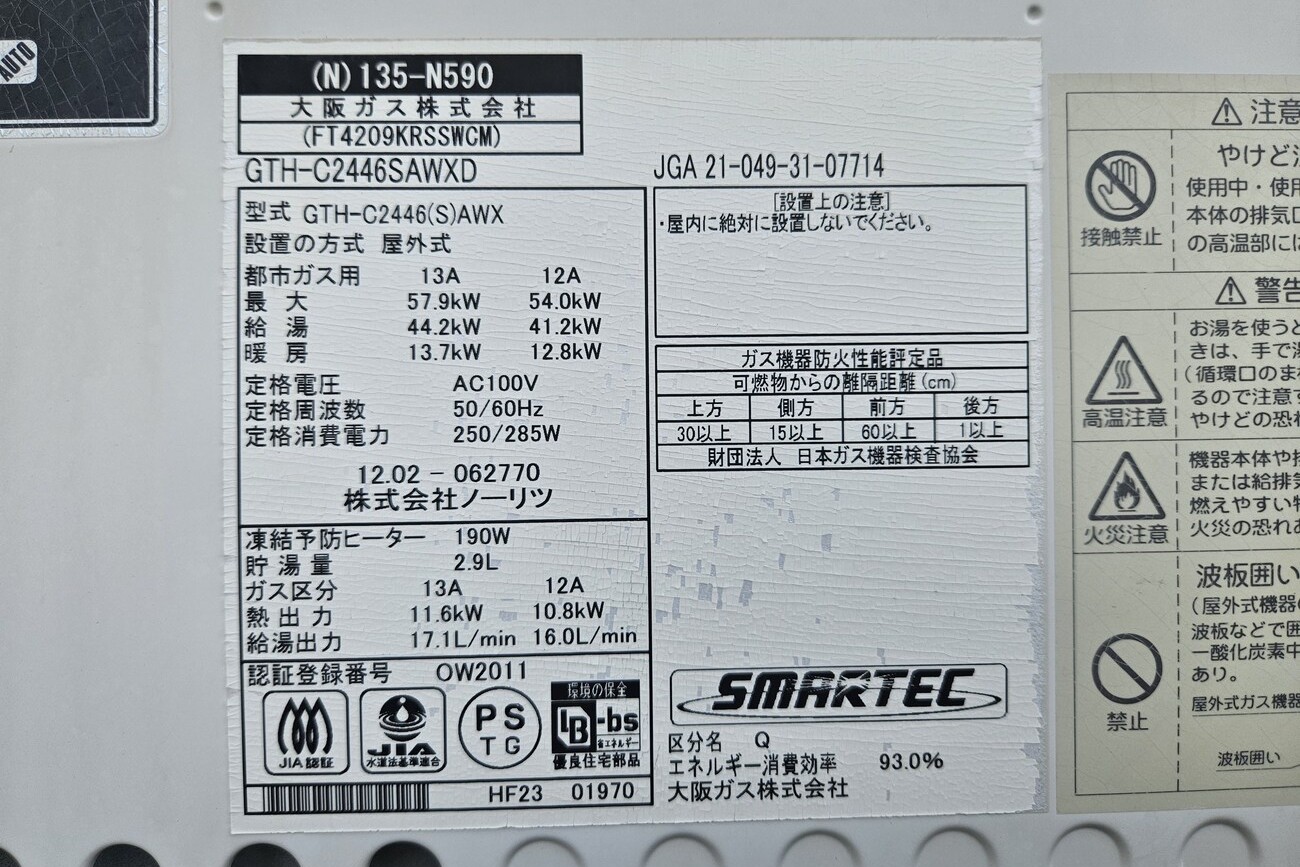 AUTO
(N)135-N590
大阪ガス株式会社
(FT4209KRSSWCM)
GTH-C2446SAWXD
型式 GTH-C2446(S)AWX
設置の方式 屋外式
都市ガス用 13A 12A
最大 57.9kW 54.0kW
給湯 44.2kW 41.2kW
暖房 13.7kW 12.8kW
定格電圧 AC100V
定格周波数 50/60Hz
定格消費電力 250/285W
12.02 - 062770
株式会社ノーリツ
凍結予防ヒーター 190W
貯湯量 2.9L
ガス区分 13A 12A
熱出力 11.6kW 10.8kW
給湯出力 17.1L/min 16.0L/min
認証登録番号 OW2011
JIA 認証
JIA
水道法基準適合
PS
TG
環境の保全
BL-bs
省エネルギー
優良住宅部品
HF23 01970
JGA 21-049-31-07714
[設置上の注意]
・屋内に絶対に設置しないでください。
ガス機器防火性能評定品
可燃物からの離隔距離(cm)
上方 側方 前方 後方
30以上 15以上 60以上 1以上
財団法人 日本ガス機器検査協会
SMARTEC
区分名 Q
エネルギー消費効率 93.0%
大阪ガス株式会社
注意
やけど
使用中・使用
本体の排気口
の高温部には
接触禁止
警告
お湯を使うと
きは、手で湯
(循環口のまわ
るので注意す
やけどの恐れ
高温注意
機器本体や排
または給排気
燃えやすい物
火災の恐れあ
火災注意
波板囲い
(屋外式機器の
波板などで囲
一酸化炭素中
あり。
禁止
屋外式ガス機器
波板囲い